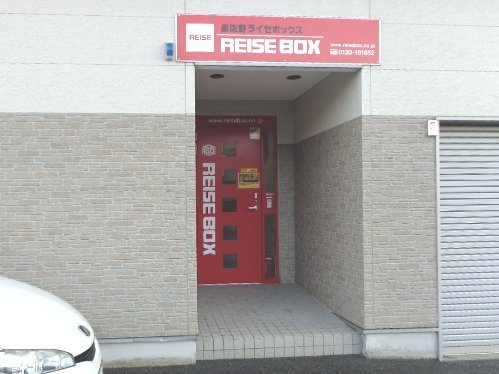 REISE
泉佐野ライゼボックス
REISE BOX
www.reisebox.co.jp
0120-161852
www.reisebox.co.jp
REISE BOX